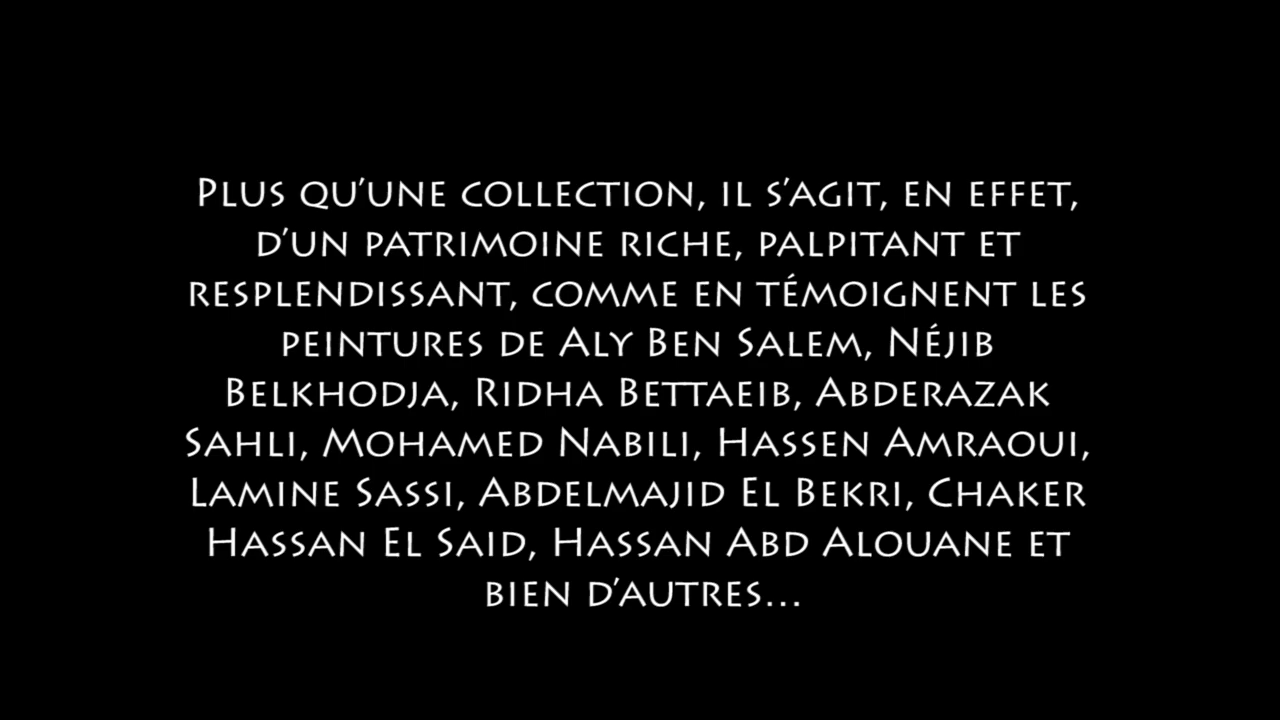 Plus qu’une collection, il s’agit, en effet,
d’un patrimoine riche, palpitant et
resplendissant, comme en témoignent les
peintures de Aly Ben Salem, Néjib
Belkhodja, Ridha Bettaeib, Abderazak
Sahli, Mohamed Nabili, Hassen Amraoui,
Lamine Sassi, Abdelmajid El Bekri, Chaker
Hassan El Said, Hassan Abd Alouane et
bien d’autres…